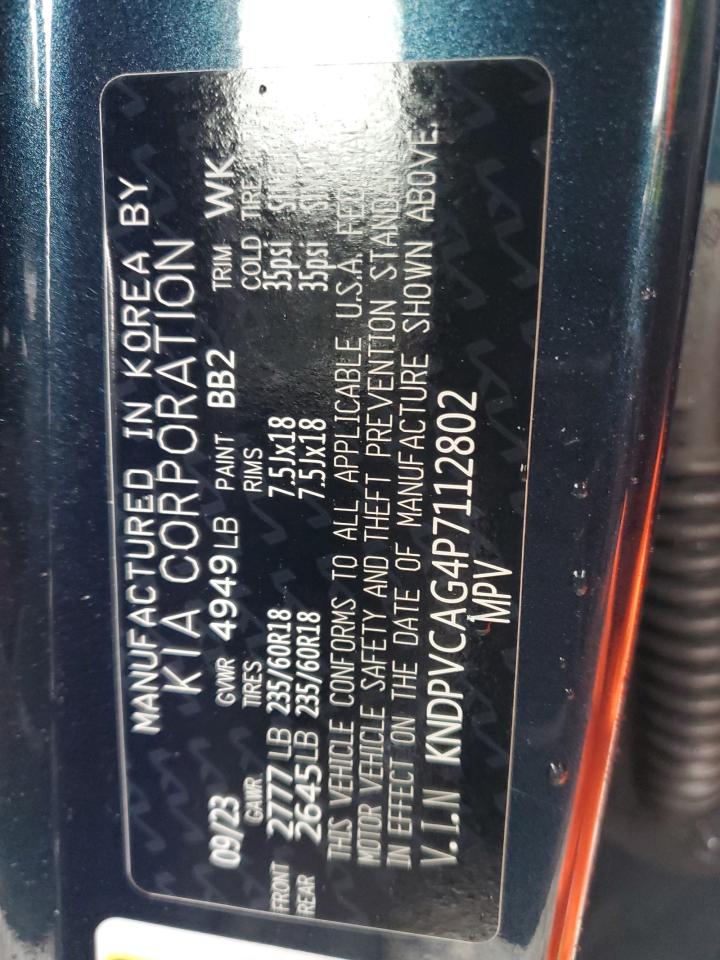 MANUFACTURED IN KOREA BY
KIA CORPORATION
09/23 GVWR 4949LB PAINT BB2 TRIM WK
GAWR TIRES RIMS COLD TIRE
FRONT 2777LB 235/60R18 7.5Jx18 35psi
REAR 2645LB 235/60R18 7.5Jx18 35psi
THIS VEHICLE CONFORMS TO ALL APPLICABLE U.S.A.
MOTOR VEHICLE SAFETY AND THEFT PREVENTION
IN EFFECT ON THE DATE OF MANUFACTURE SHOWN ABOVE.
V.I.N KNDPVCAG4P7112802
MPV